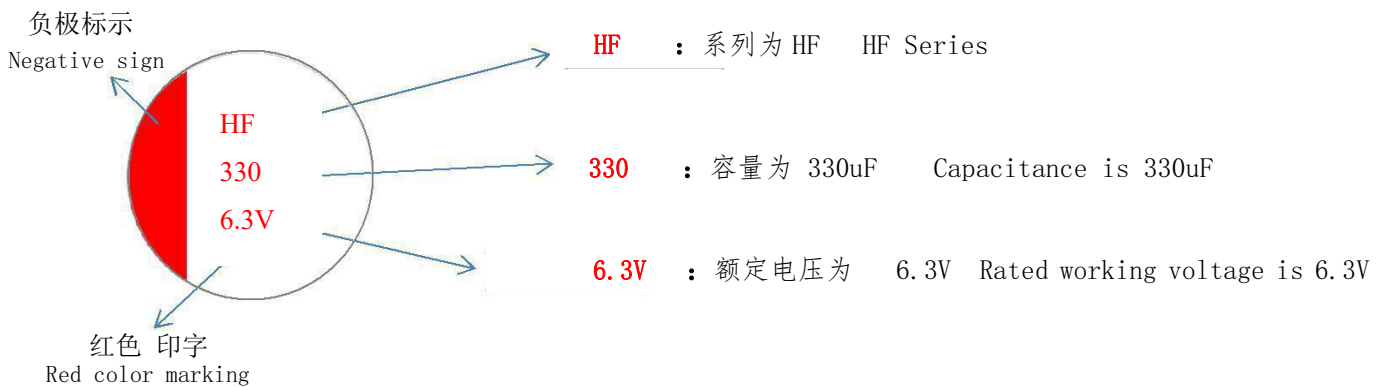 负极标示
Negative sign
HF
330
6.3V
红色 印字
Red color marking
HF ：系列为 HF HF Series
330 ：容量为 330uF Capacitance is 330uF
6.3V ：额定电压为 6.3V Rated working voltage is 6.3V